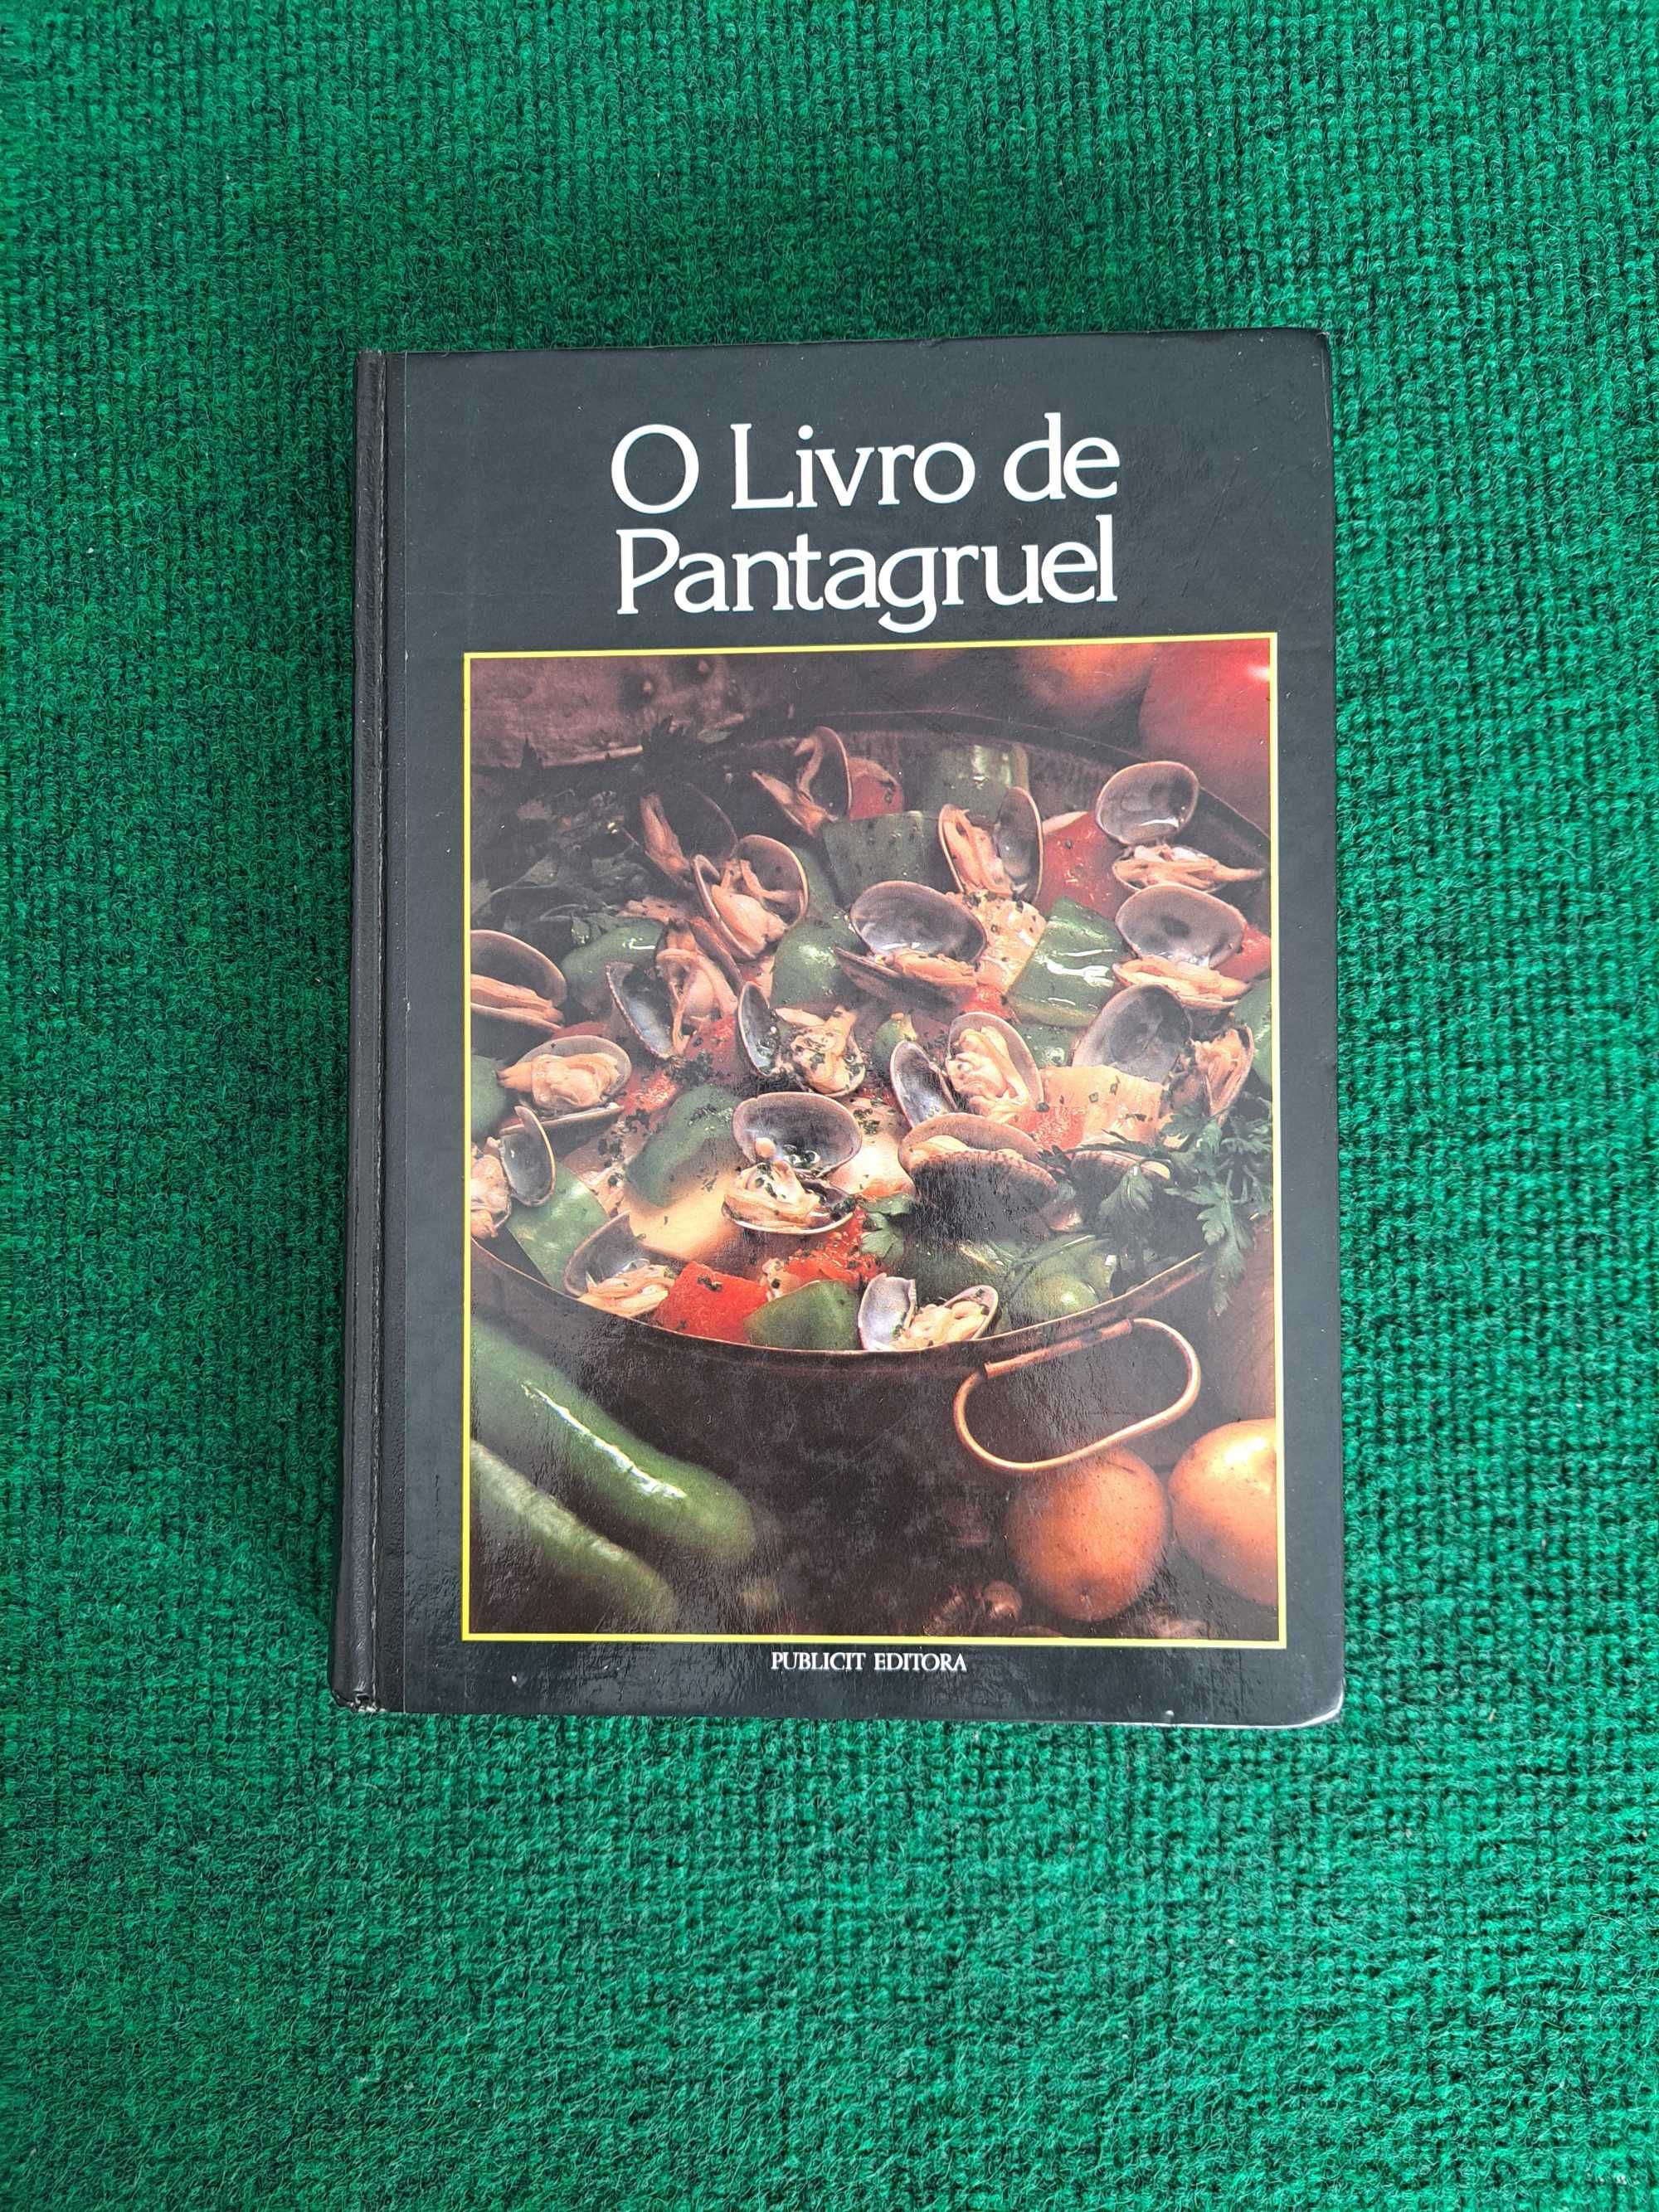 O Livro de
Pantagruel
PUBLICIT EDITORA